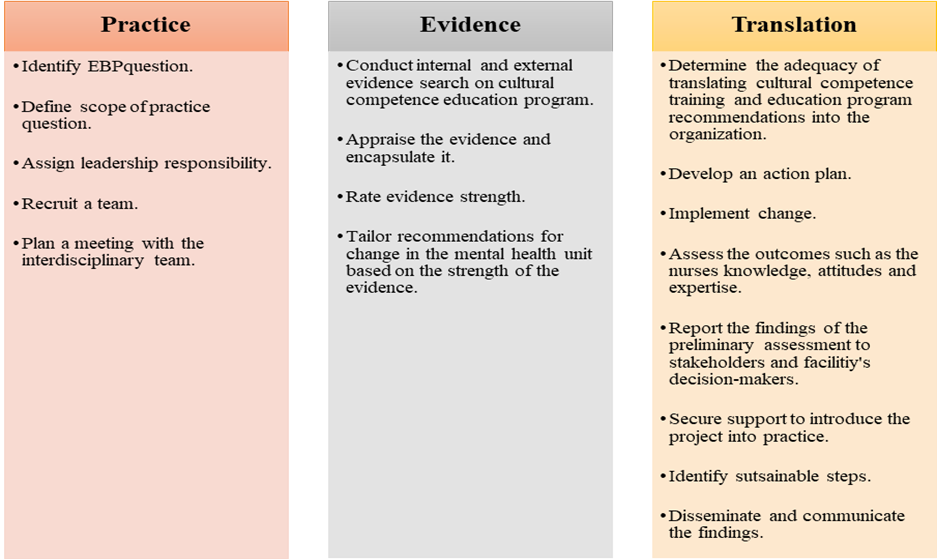 Practice
•Identify EBPquestion.
•Define scope of practice
question.
•Assign leadership responsibility.
•Recruit a team.
•Plan a meeting with the
interdisciplinary team.
Evidence
•Conduct internal and external
evidence search on cultural
competence education program.
•Appraise the evidence and
encapsulate it.
•Rate evidence strength.
•Tailor recommendations for
change in the mental health unit
based on the strength of the
evidence.
Translation
•Determine the adequacy of
translating cultural competence
training and education program
recommendations into the
organization.
•Develop an action plan.
•Implement change.
•Assess the outcomes such as the
nurses knowledge, attitudes and
expertise.
•Report the findings of the
preliminary assessment to
stakeholders and facilitiy's
decision-makers.
•Secure support to introduce the
project into practice.
•Identify sutsainable steps.
•Disseminate and communicate
the findings.